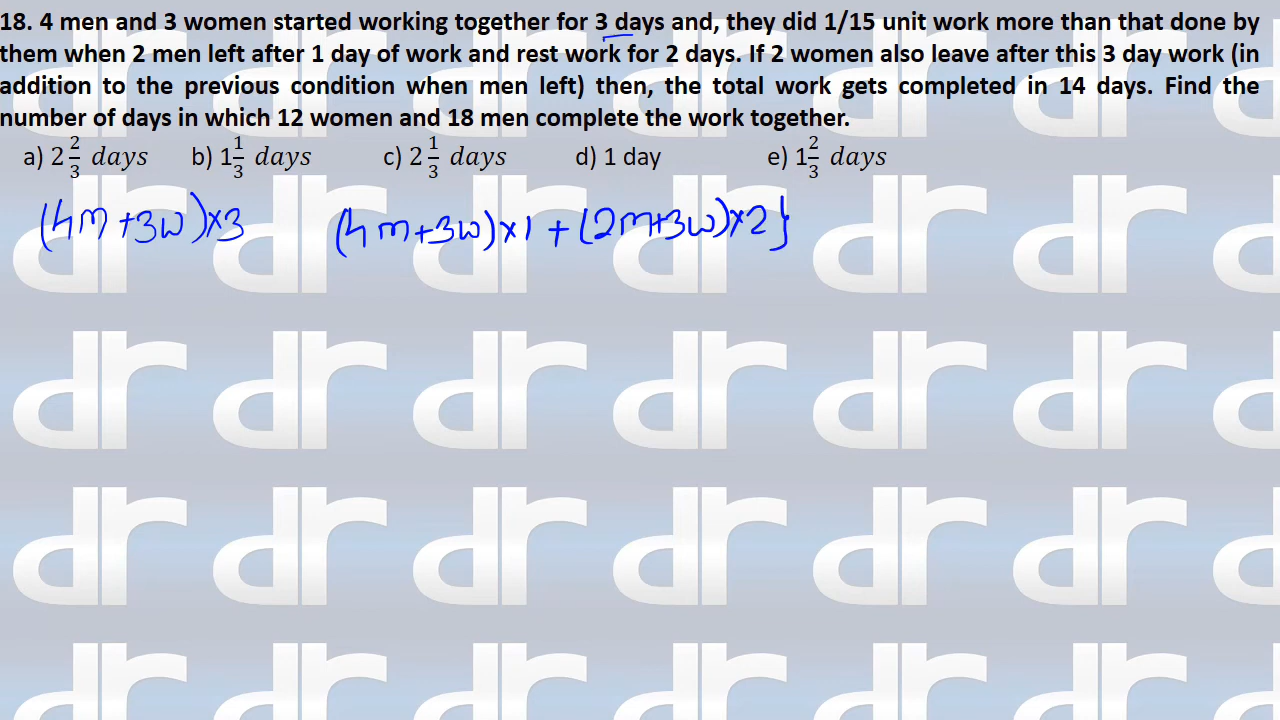 18. 4 men and 3 women started working together for 3 days and, they did 1/15 unit work more than that done by
them when 2 men left after 1 day of work and rest work for 2 days. If 2 women also leave after this 3 day work (in
addition to the previous condition when men left) then, the total work gets completed in 14 days. Find the
number of days in which 12 women and 18 men complete the work together.
a) 2 2/3 days b) 1 1/3 days c) 2 1/3 days d) 1 day e) 1 2/3 days
(4m+3w)×3 (4m+3w)×1 + (2m+3w)×2}